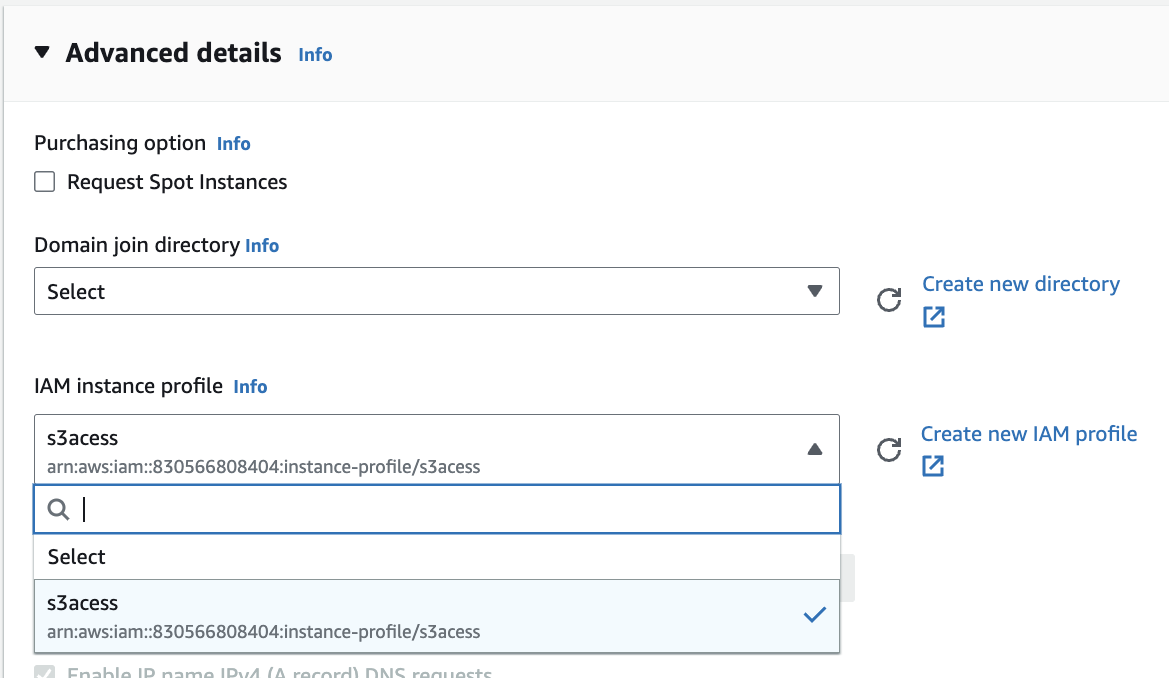 Advanced details Info
Purchasing option Info
Request Spot Instances
Domain join directory Info
Select
Create new directory
IAM instance profile Info
s3acess
arn:aws:iam::830566808404:instance-profile/s3acess
Create new IAM profile
Select
s3acess
arn:aws:iam::830566808404:instance-profile/s3acess
Enable IP name IPv4 (A record) DNS requests